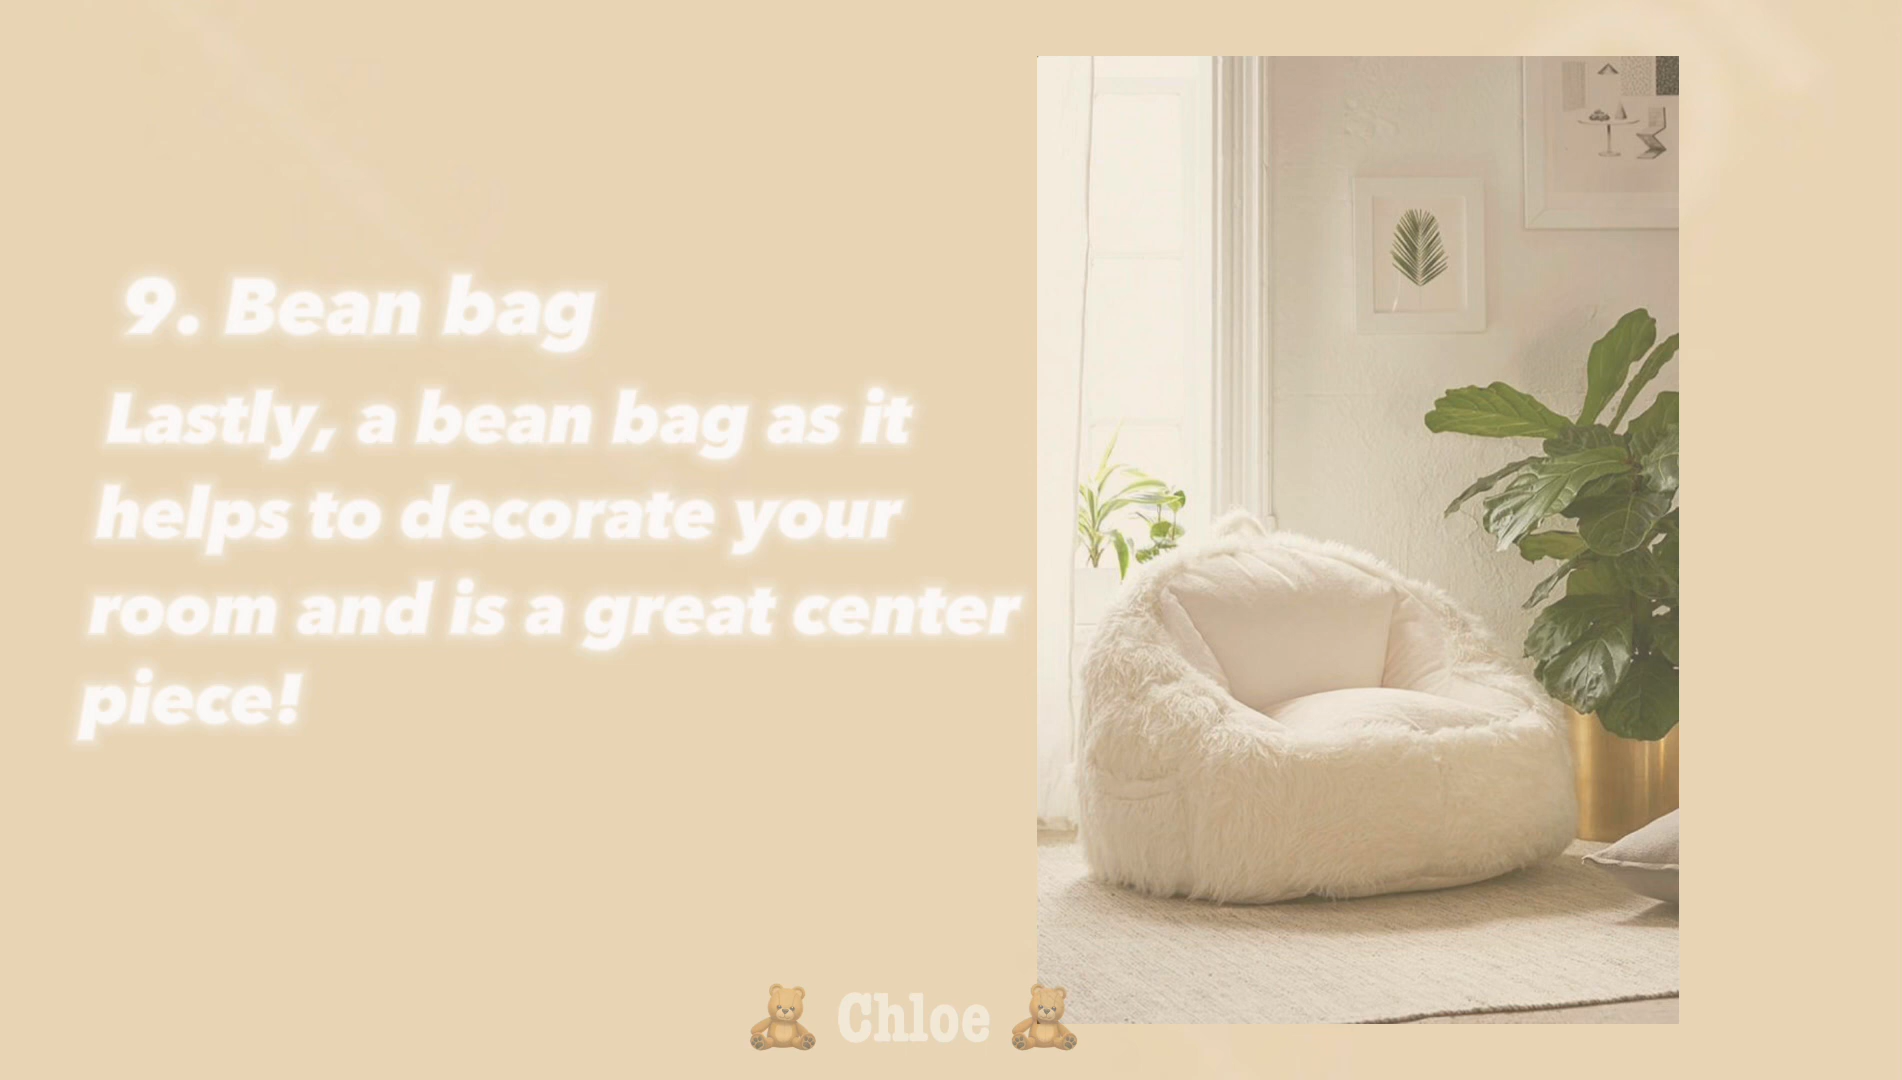 9. Bean bag
Lastly, a bean bag as it
helps to decorate your
room and is a great center
piece!
🧸 Chloe 🧸